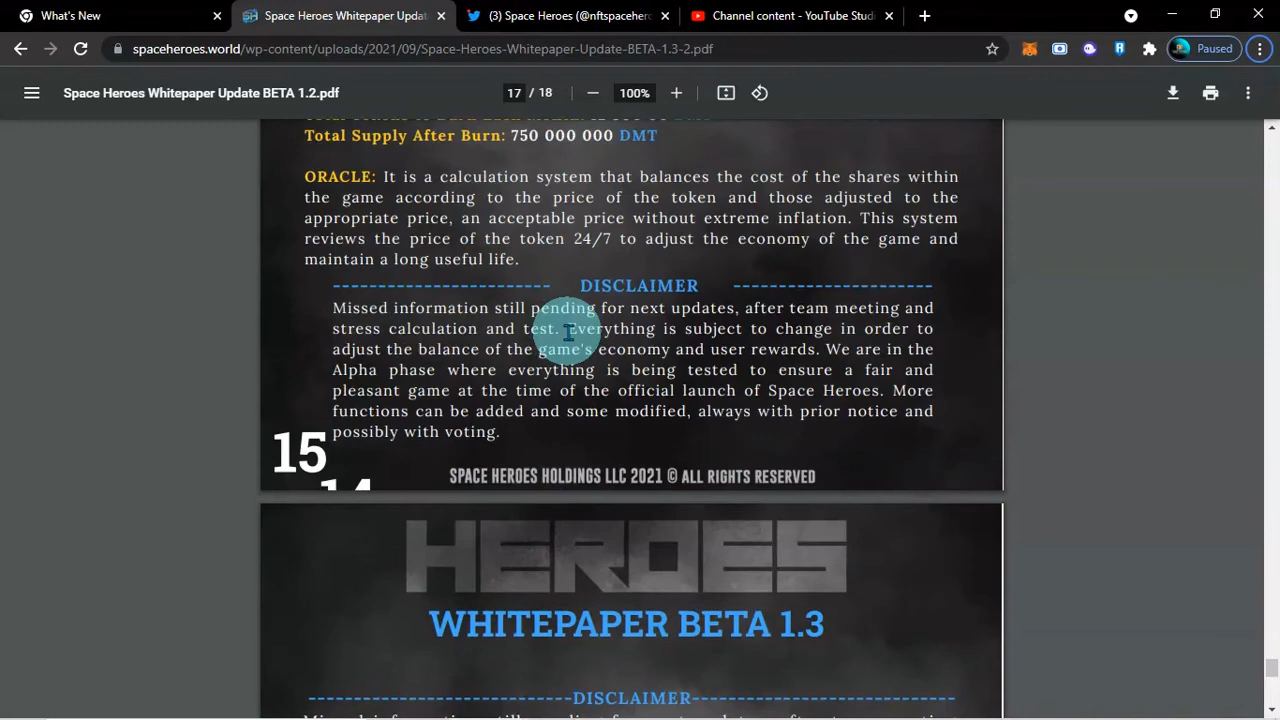 What's New
Space Heroes Whitepaper Updat
(3) Space Heroes (@nftspacehero
Channel content - YouTube Studi
spaceheroes.world/wp-content/uploads/2021/09/Space-Heroes-Whitepaper-Update-BETA-1.3-2.pdf
Paused
Space Heroes Whitepaper Update BETA 1.2.pdf
17 / 18
100%
Total Supply After Burn: 750 000 000 DMT
ORACLE: It is a calculation system that balances the cost of the shares within
the game according to the price of the token and those adjusted to the
appropriate price, an acceptable price without extreme inflation. This system
reviews the price of the token 24/7 to adjust the economy of the game and
maintain a long useful life.
------------------------ DISCLAIMER ----------------------
Missed information still pending for next updates, after team meeting and
stress calculation and test. Everything is subject to change in order to
adjust the balance of the game's economy and user rewards. We are in the
Alpha phase where everything is being tested to ensure a fair and
pleasant game at the time of the official launch of Space Heroes. More
functions can be added and some modified, always with prior notice and
possibly with voting.
15
14
SPACE HEROES HOLDINGS LLC 2021 © ALL RIGHTS RESERVED
HEROES
WHITEPAPER BETA 1.3
-----------------------------DISCLAIMER-----------------------------